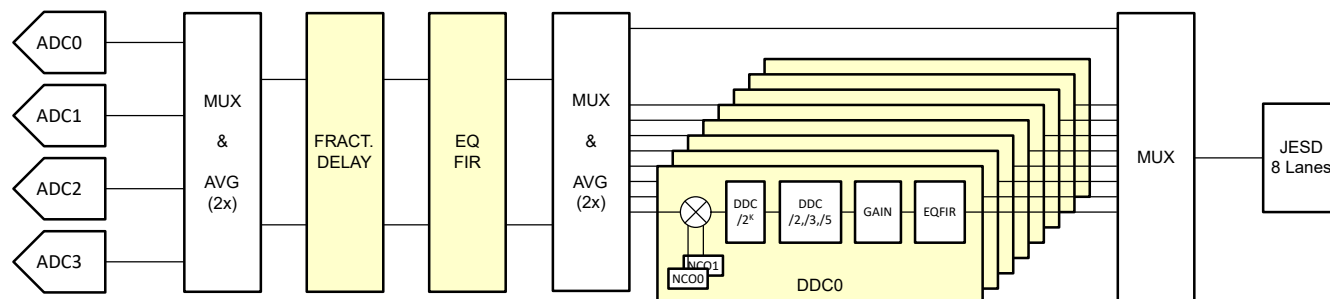 ADC0
ADC1
ADC2
ADC3
MUX
&
AVG
(2x)
FRACT.
DELAY
EQ
FIR
MUX
&
AVG
(2x)
DDC
/2ᴷ
DDC
/2,/3,/5
GAIN
EQFIR
NCO1
NCO0
DDC0
MUX
JESD
8 Lanes